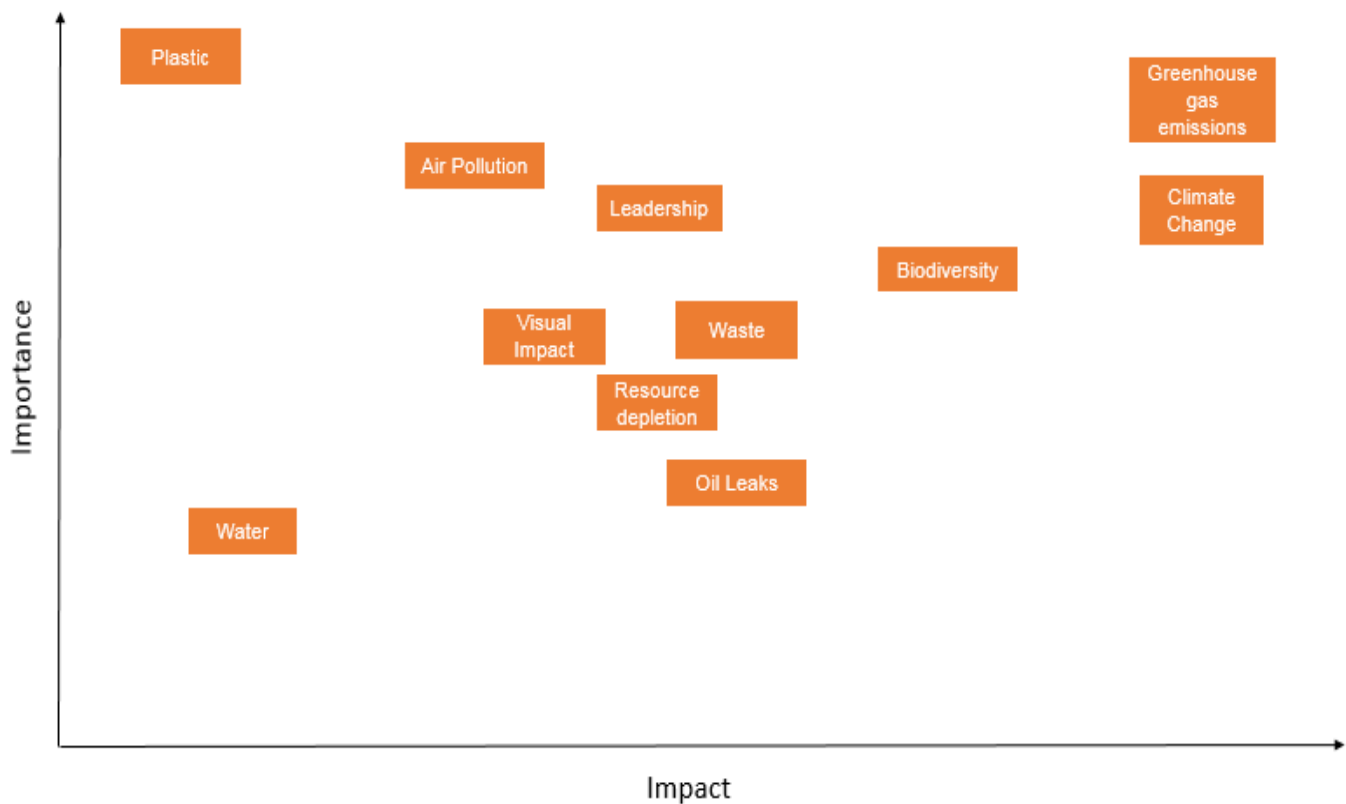 Plastic
Greenhouse
gas
emissions
Air Pollution
Leadership
Climate
Change
Biodiversity
Visual
Impact
Waste
Resource
depletion
Oil Leaks
Water
Importance
Impact